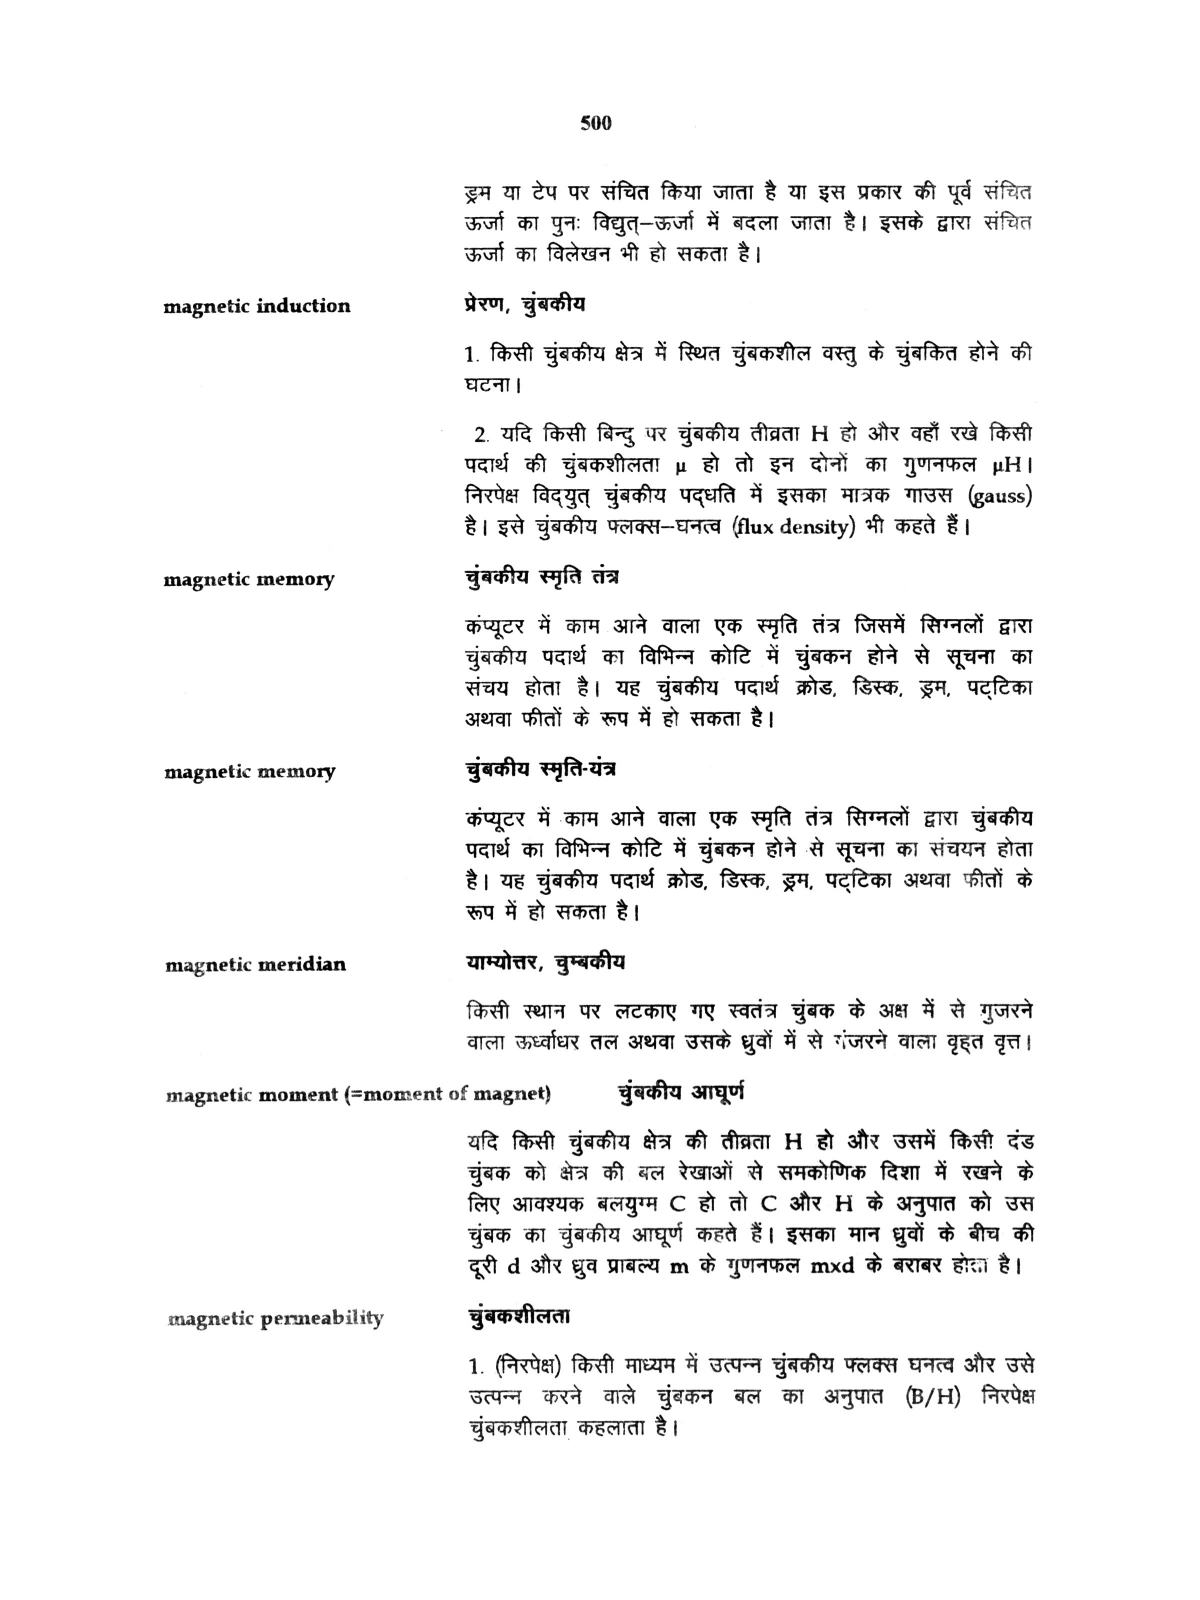 500
ड्रम या टेप पर संचित किया जाता है या इस प्रकार की पूर्व संचित
ऊर्जा का पुनः विद्युत्–ऊर्जा में बदला जाता है। इसके द्वारा संचित
ऊर्जा का विलेखन भी हो सकता है।
magnetic induction प्रेरण, चुंबकीय
1. किसी चुंबकीय क्षेत्र में स्थित चुंबकशील वस्तु के चुंबकित होने की
घटना।
2. यदि किसी बिन्दु पर चुंबकीय तीव्रता H हो और वहाँ रखे किसी
पदार्थ की चुंबकशीलता μ हो तो इन दोनों का गुणनफल μH।
निरपेक्ष विद्‌युत् चुंबकीय पद्‌धति में इसका मात्रक गाउस (gauss)
है। इसे चुंबकीय फ्लक्स–घनत्व (flux density) भी कहते हैं।
magnetic memory चुंबकीय स्मृति तंत्र
कंप्यूटर में काम आने वाला एक स्मृति तंत्र जिसमें सिग्नलों द्वारा
चुंबकीय पदार्थ का विभिन्न कोटि में चुंबकन होने से सूचना का
संचय होता है। यह चुंबकीय पदार्थ क्रोड, डिस्क, ड्रम, पट्‌टिका
अथवा फीतों के रूप में हो सकता है।
magnetic memory चुंबकीय स्मृति-यंत्र
कंप्यूटर में काम आने वाला एक स्मृति तंत्र सिग्नलों द्वारा चुंबकीय
पदार्थ का विभिन्न कोटि में चुंबकन होने से सूचना का संचयन होता
है। यह चुंबकीय पदार्थ क्रोड, डिस्क, ड्रम, पट्‌टिका अथवा फीतों के
रूप में हो सकता है।
magnetic meridian याम्योत्तर, चुम्बकीय
किसी स्थान पर लटकाए गए स्वतंत्र चुंबक के अक्ष में से गुजरने
वाला ऊर्ध्वाधर तल अथवा उसके ध्रुवों में से गंजरने वाला वृहत वृत्त।
magnetic moment (=moment of magnet) चुंबकीय आघूर्ण
यदि किसी चुंबकीय क्षेत्र की तीव्रता H हो और उसमें किसी दंड
चुंबक को क्षेत्र की बल रेखाओं से समकोणिक दिशा में रखने के
लिए आवश्यक बलयुग्म C हो तो C और H के अनुपात को उस
चुंबक का चुंबकीय आघूर्ण कहते हैं। इसका मान ध्रुवों के बीच की
दूरी d और ध्रुव प्राबल्य m के गुणनफल mxd के बराबर होता है।
magnetic permeability चुंबकशीलता
1. (निरपेक्ष) किसी माध्यम में उत्पन्न चुंबकीय फ्लक्स घनत्व और उसे
उत्पन्न करने वाले चुंबकन बल का अनुपात (B/H) निरपेक्ष
चुंबकशीलता कहलाता है।